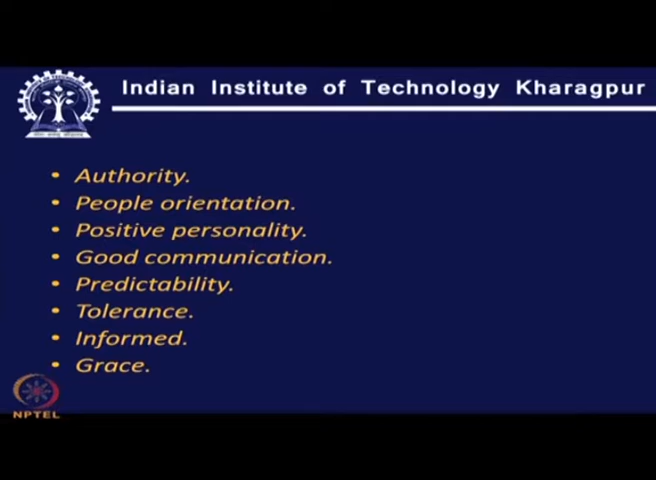 Indian Institute of Technology Kharagpur
• Authority.
• People orientation.
• Positive personality.
• Good communication.
• Predictability.
• Tolerance.
• Informed.
• Grace.
NPTEL